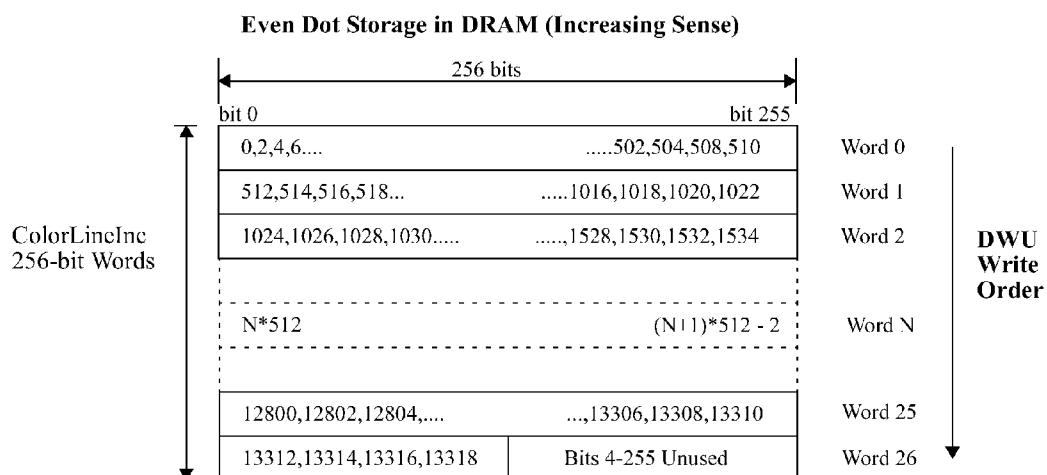 Even Dot Storage in DRAM (Increasing Sense)
256 bits
bit 0 bit 255
0,2,4,6.... .....502,504,508,510 Word 0
512,514,516,518... .....1016,1018,1020,1022 Word 1
1024,1026,1028,1030..... .....,1528,1530,1532,1534 Word 2
ColorLineInc
256-bit Words
DWU
Write
Order
N*512 (N+1)*512 - 2 Word N
12800,12802,12804,.... ...,13306,13308,13310 Word 25
13312,13314,13316,13318 Bits 4-255 Unused Word 26